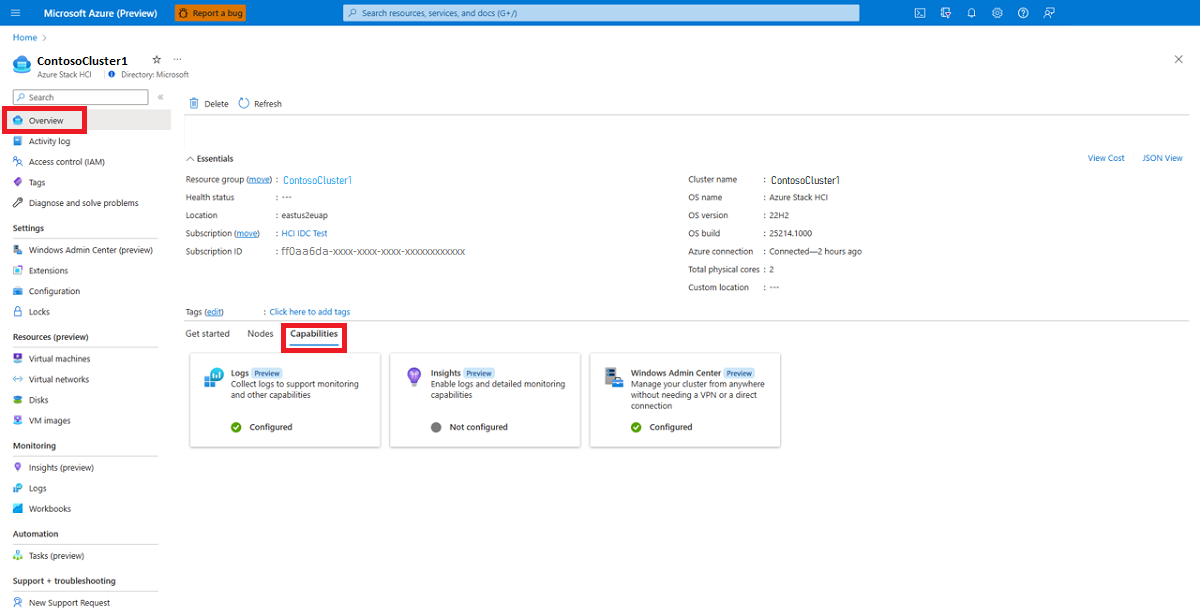 Microsoft Azure (Preview)
Report a bug
Search resources, services, and docs (G+/)
Home
ContosoCluster1
...
Azure Stack HCI
Directory: Microsoft
Search
«
Overview
Activity log
Access control (IAM)
Tags
Diagnose and solve problems
Settings
Windows Admin Center (preview)
Extensions
Configuration
Locks
Resources (preview)
Virtual machines
Virtual networks
Disks
VM images
Monitoring
Insights (preview)
Logs
Workbooks
Automation
Tasks (preview)
Support + troubleshooting
New Support Request
Delete
Refresh
Essentials
View Cost
JSON View
Resource group (move) : ContosoCluster1
Health status : ---
Location : eastus2euap
Subscription (move) : HCI IDC Test
Subscription ID : ff0aa6da-xxxx-xxxx-xxxx-xxxxxxxxxxxx
Cluster name : ContosoCluster1
OS name : Azure Stack HCI
OS version : 22H2
OS build : 25214.1000
Azure connection : Connected—2 hours ago
Total physical cores : 2
Custom location : ---
Tags (edit) : Click here to add tags
Get started
Nodes
Capabilities
Logs Preview
Collect logs to support monitoring
and other capabilities
Configured
Insights Preview
Enable logs and detailed monitoring
capabilities
Not configured
Windows Admin Center Preview
Manage your cluster from anywhere
without needing a VPN or a direct
connection
Configured